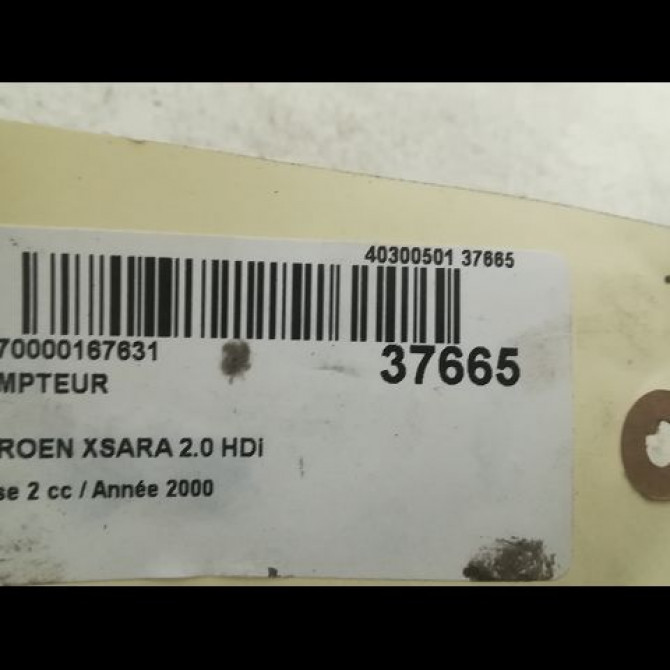 40300501 37665
70000167631
37665
MPTEUR
ROEN XSARA 2.0 HDi
se 2 cc / Année 2000